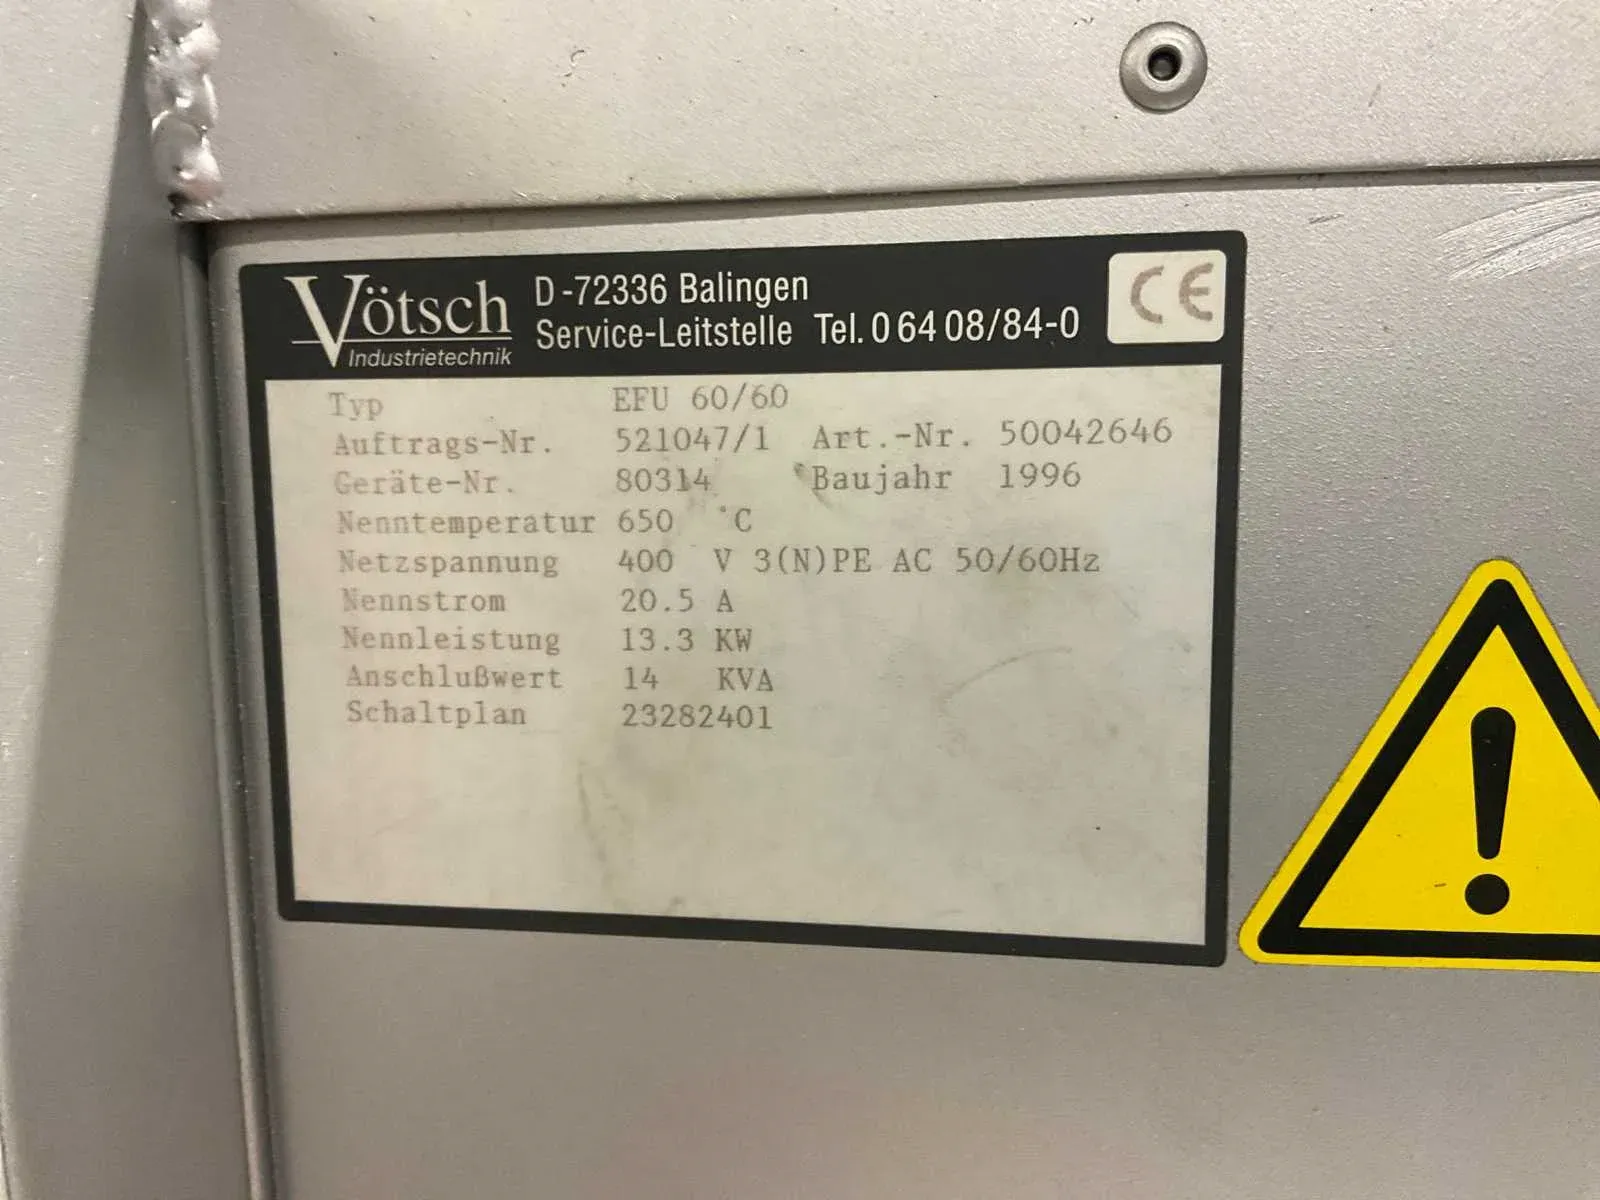 Vötsch
Industrietechnik
D-72336 Balingen
Service-Leitstelle Tel. 0 64 08/84-0
CE
Typ EFU 60/60
Auftrags-Nr. 521047/1 Art.-Nr. 50042646
Geräte-Nr. 80314 Baujahr 1996
Nenntemperatur 650 °C
Netzspannung 400 V 3(N)PE AC 50/60Hz
Nennstrom 20.5 A
Nennleistung 13.3 KW
Anschlußwert 14 KVA
Schaltplan 23282401